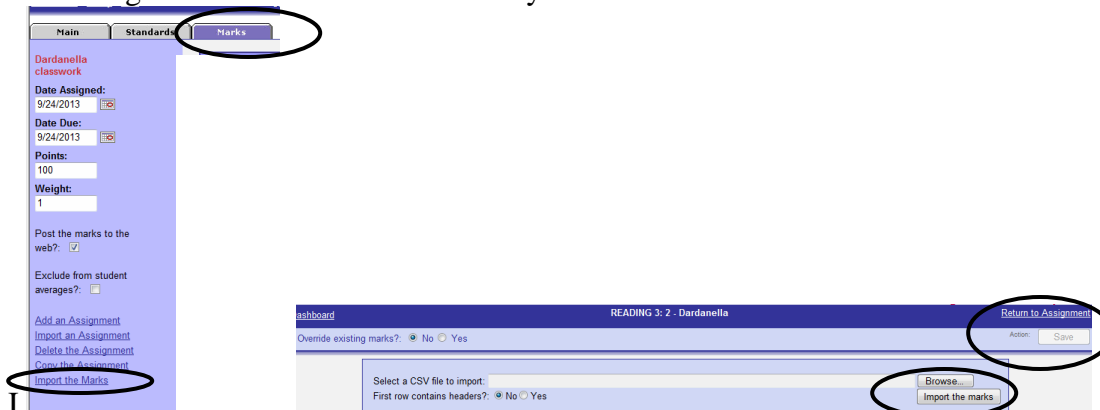 Main Standards Marks
Dardanella
classwork
Date Assigned:
9/24/2013
Date Due:
9/24/2013
Points:
100
Weight:
1
Post the marks to the
web?:
Exclude from student
averages?:
Add an Assignment
Import an Assignment
Delete the Assignment
Copy the Assignment
Import the Marks
I
ashboard READING 3: 2 - Dardanella Return to Assignment
Override existing marks?: No Yes Action: Save
Select a CSV file to import: Browse...
First row contains headers?: No Yes Import the marks